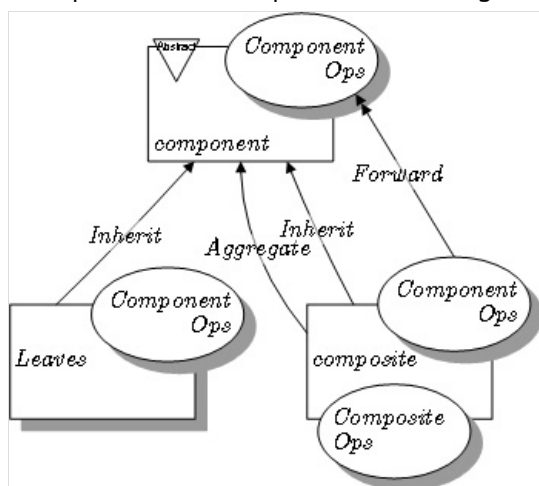 Abstract
Component
Ops
component
Forward
Inherit
Inherit
Aggregate
Component
Ops
Component
Ops
Leaves
composite
Composite
Ops